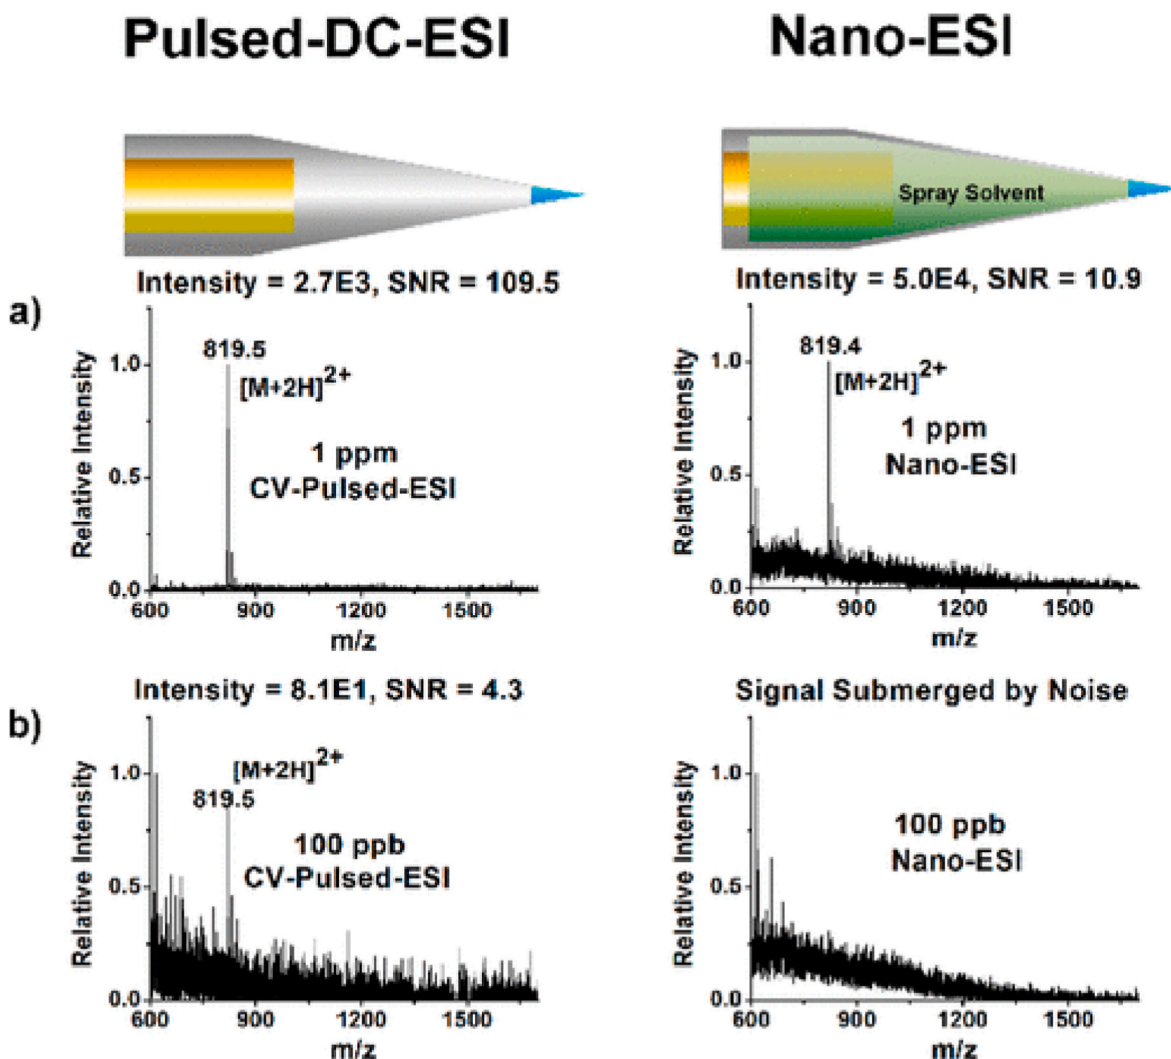 Pulsed-DC-ESI
Nano-ESI
Spray Solvent
a)
Intensity = 2.7E3, SNR = 109.5
Relative Intensity
1.0
0.5
0.0
819.5
[M+2H]2+
1 ppm
CV-Pulsed-ESI
600
900
1200
1500
m/z
Intensity = 5.0E4, SNR = 10.9
Relative Intensity
1.0
0.5
0.0
819.4
[M+2H]2+
1 ppm
Nano-ESI
600
900
1200
1500
m/z
b)
Intensity = 8.1E1, SNR = 4.3
Relative Intensity
1.0
0.5
0.0
[M+2H]2+
819.5
100 ppb
CV-Pulsed-ESI
600
900
1200
1500
m/z
Signal Submerged by Noise
Relative Intensity
1.0
0.5
0.0
100 ppb
Nano-ESI
600
900
1200
1500
m/z